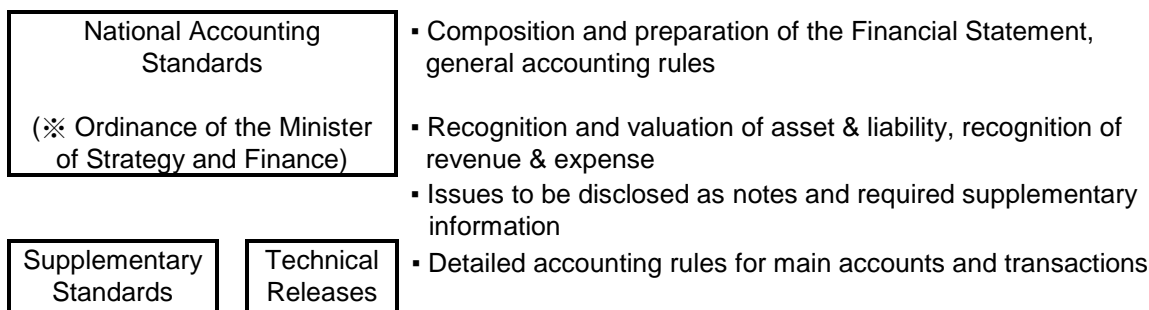 National Accounting
Standards
(※ Ordinance of the Minister
of Strategy and Finance)
▪ Composition and preparation of the Financial Statement,
general accounting rules
▪ Recognition and valuation of asset & liability, recognition of
revenue & expense
▪ Issues to be disclosed as notes and required supplementary
information
Supplementary
Standards
Technical
Releases
▪ Detailed accounting rules for main accounts and transactions